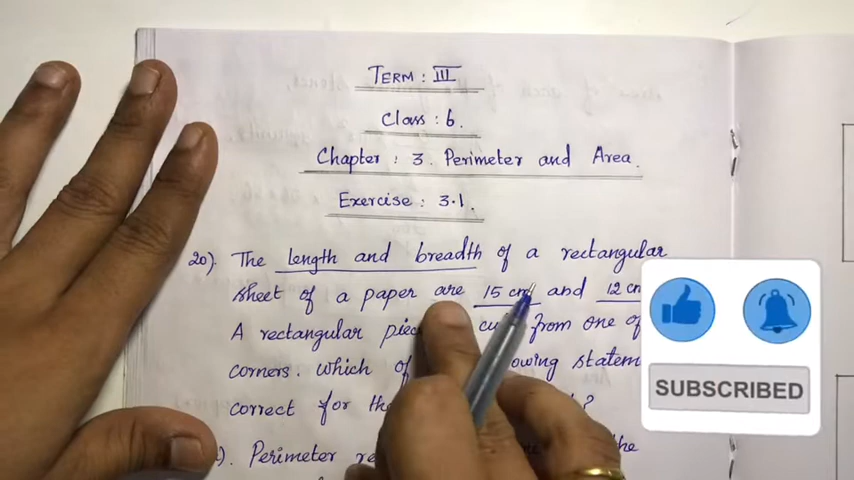 TERM : III
Class : 6.
Chapter : 3. Perimeter and Area.
Exercise : 3.1.
20). The length and breadth of a rectangular
sheet of a paper are 15 cm and 12 cm
A rectangular from one of
corners. which of
correct for the
Perimeter the
SUBSCRIBED